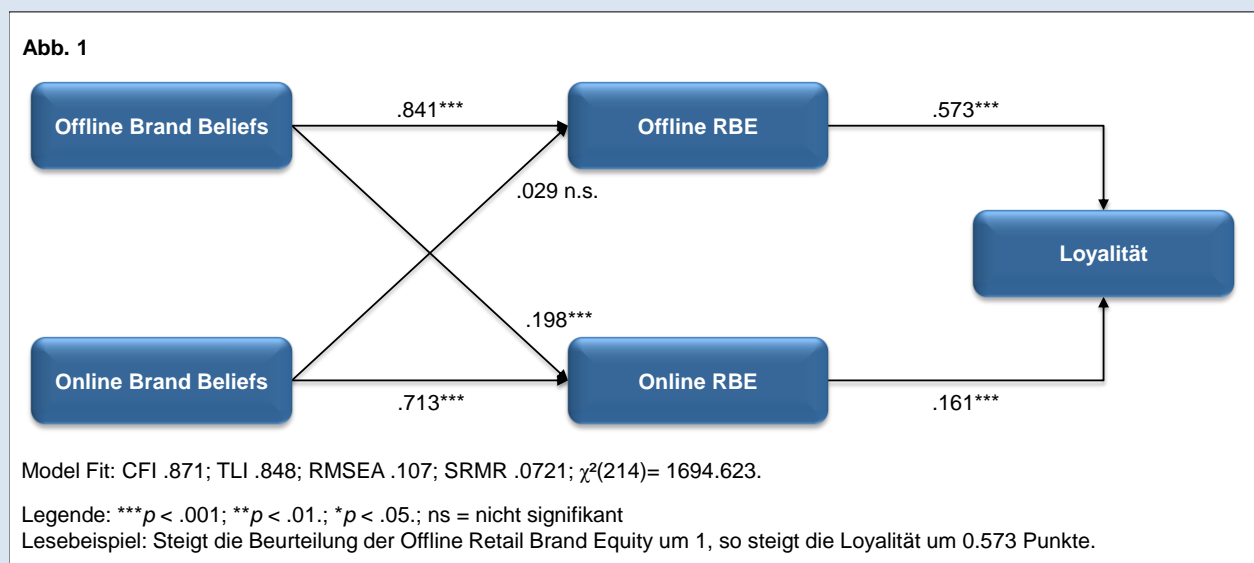 Abb. 1
Offline Brand Beliefs
.841***
Offline RBE
.573***
.029 n.s.
Loyalität
.198***
Online Brand Beliefs
.713***
Online RBE
.161***
Model Fit: CFI .871; TLI .848; RMSEA .107; SRMR .0721; χ²(214)= 1694.623.
Legende: ***p < .001; **p < .01.; *p < .05.; ns = nicht signifikant
Lesebeispiel: Steigt die Beurteilung der Offline Retail Brand Equity um 1, so steigt die Loyalität um 0.573 Punkte.